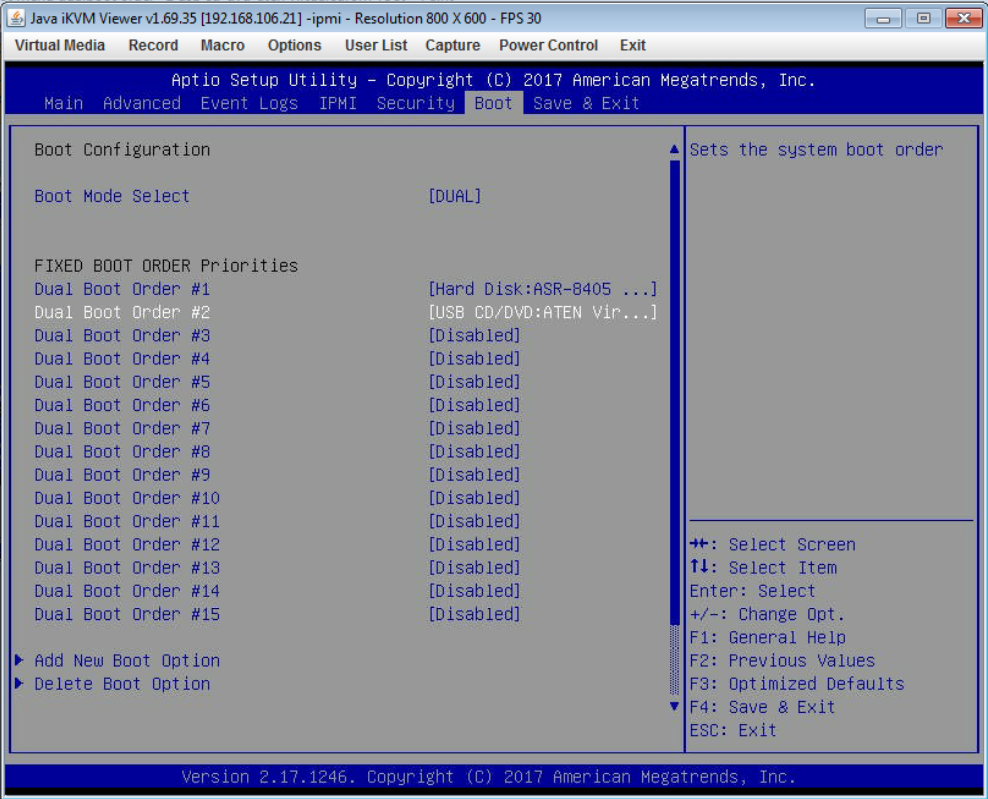 Java iKVM Viewer v1.69.35 [192.168.106.21] -ipmi - Resolution 800 X 600 - FPS 30
Virtual Media Record Macro Options User List Capture Power Control Exit
Aptio Setup Utility – Copyright (C) 2017 American Megatrends, Inc.
Main Advanced Event Logs IPMI Security Boot Save & Exit
Boot Configuration
Sets the system boot order
Boot Mode Select [DUAL]
FIXED BOOT ORDER Priorities
Dual Boot Order #1 [Hard Disk:ASR-8405 ...]
Dual Boot Order #2 [USB CD/DVD:ATEN Vir...]
Dual Boot Order #3 [Disabled]
Dual Boot Order #4 [Disabled]
Dual Boot Order #5 [Disabled]
Dual Boot Order #6 [Disabled]
Dual Boot Order #7 [Disabled]
Dual Boot Order #8 [Disabled]
Dual Boot Order #9 [Disabled]
Dual Boot Order #10 [Disabled]
Dual Boot Order #11 [Disabled]
Dual Boot Order #12 [Disabled]
Dual Boot Order #13 [Disabled]
Dual Boot Order #14 [Disabled]
Dual Boot Order #15 [Disabled]
Add New Boot Option
Delete Boot Option
→←: Select Screen
↑↓: Select Item
Enter: Select
+/-: Change Opt.
F1: General Help
F2: Previous Values
F3: Optimized Defaults
F4: Save & Exit
ESC: Exit
Version 2.17.1246. Copyright (C) 2017 American Megatrends, Inc.